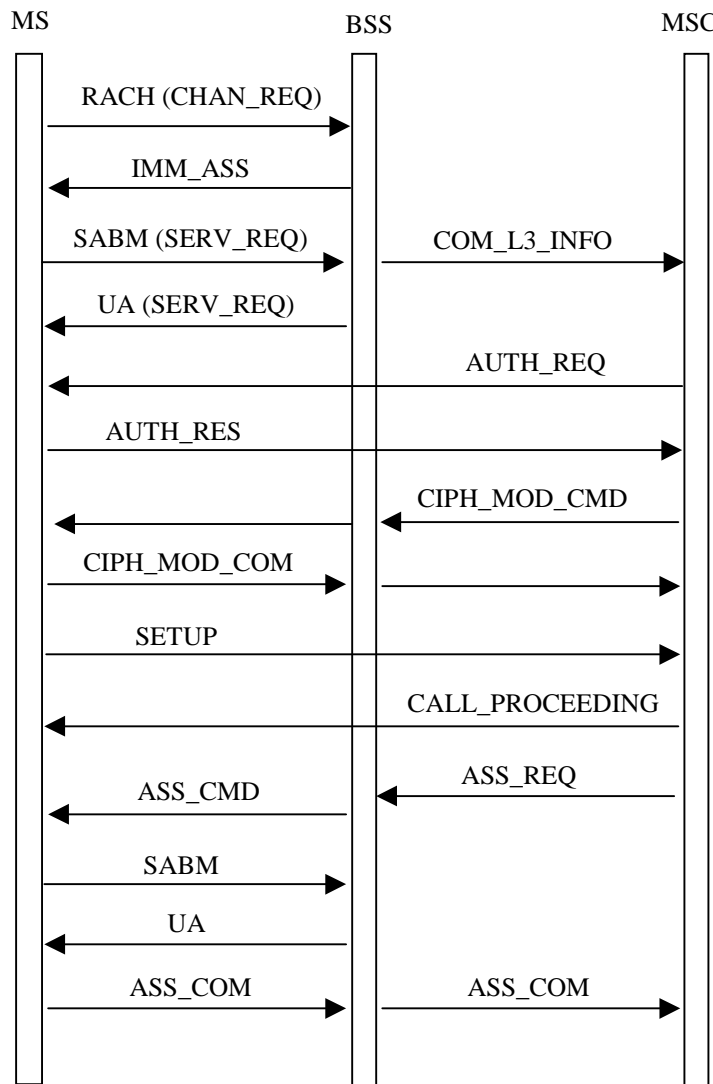 MS
BSS
MSC
RACH (CHAN_REQ)
IMM_ASS
SABM (SERV_REQ)
COM_L3_INFO
UA (SERV_REQ)
AUTH_REQ
AUTH_RES
CIPH_MOD_CMD
CIPH_MOD_COM
SETUP
CALL_PROCEEDING
ASS_REQ
ASS_CMD
SABM
UA
ASS_COM
ASS_COM